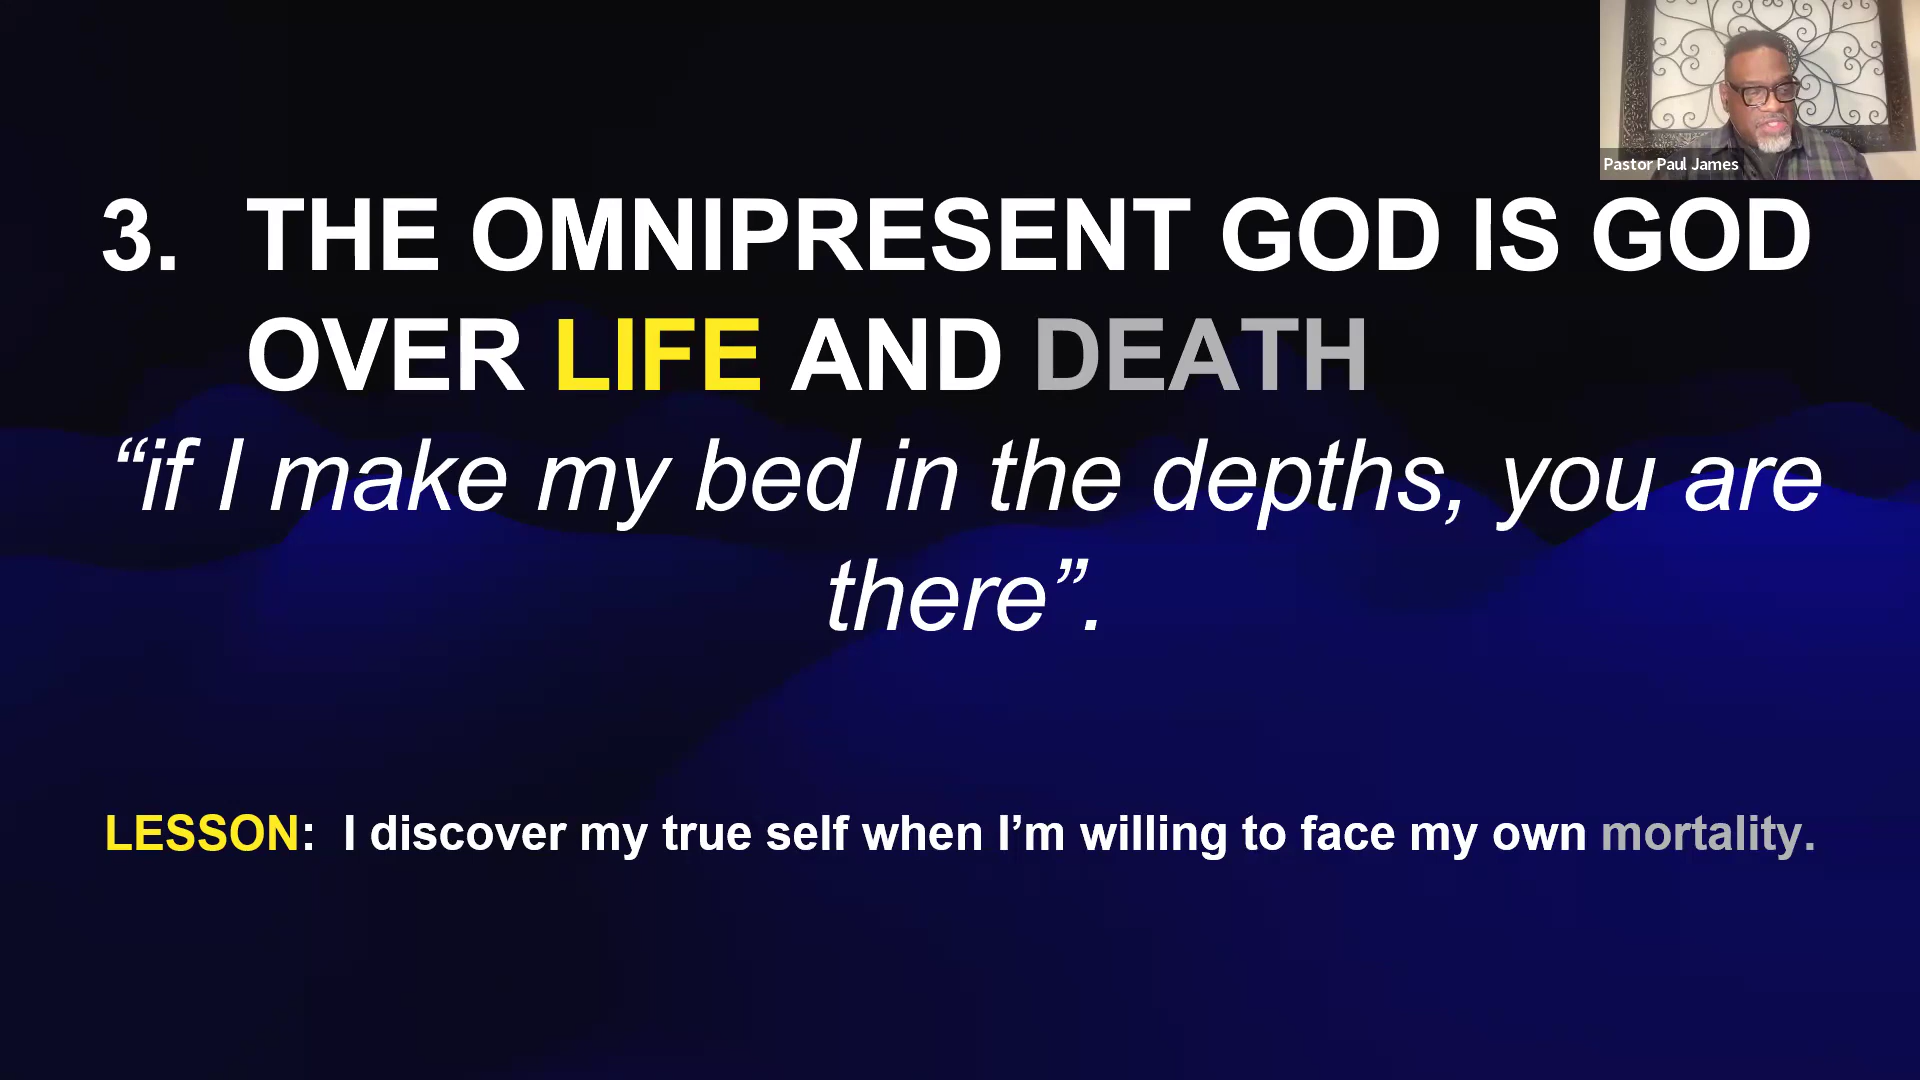 Pastor Paul James
3. THE OMNIPRESENT GOD IS GOD
OVER LIFE AND DEATH
“if I make my bed in the depths, you are
there”.
LESSON: I discover my true self when I’m willing to face my own mortality.